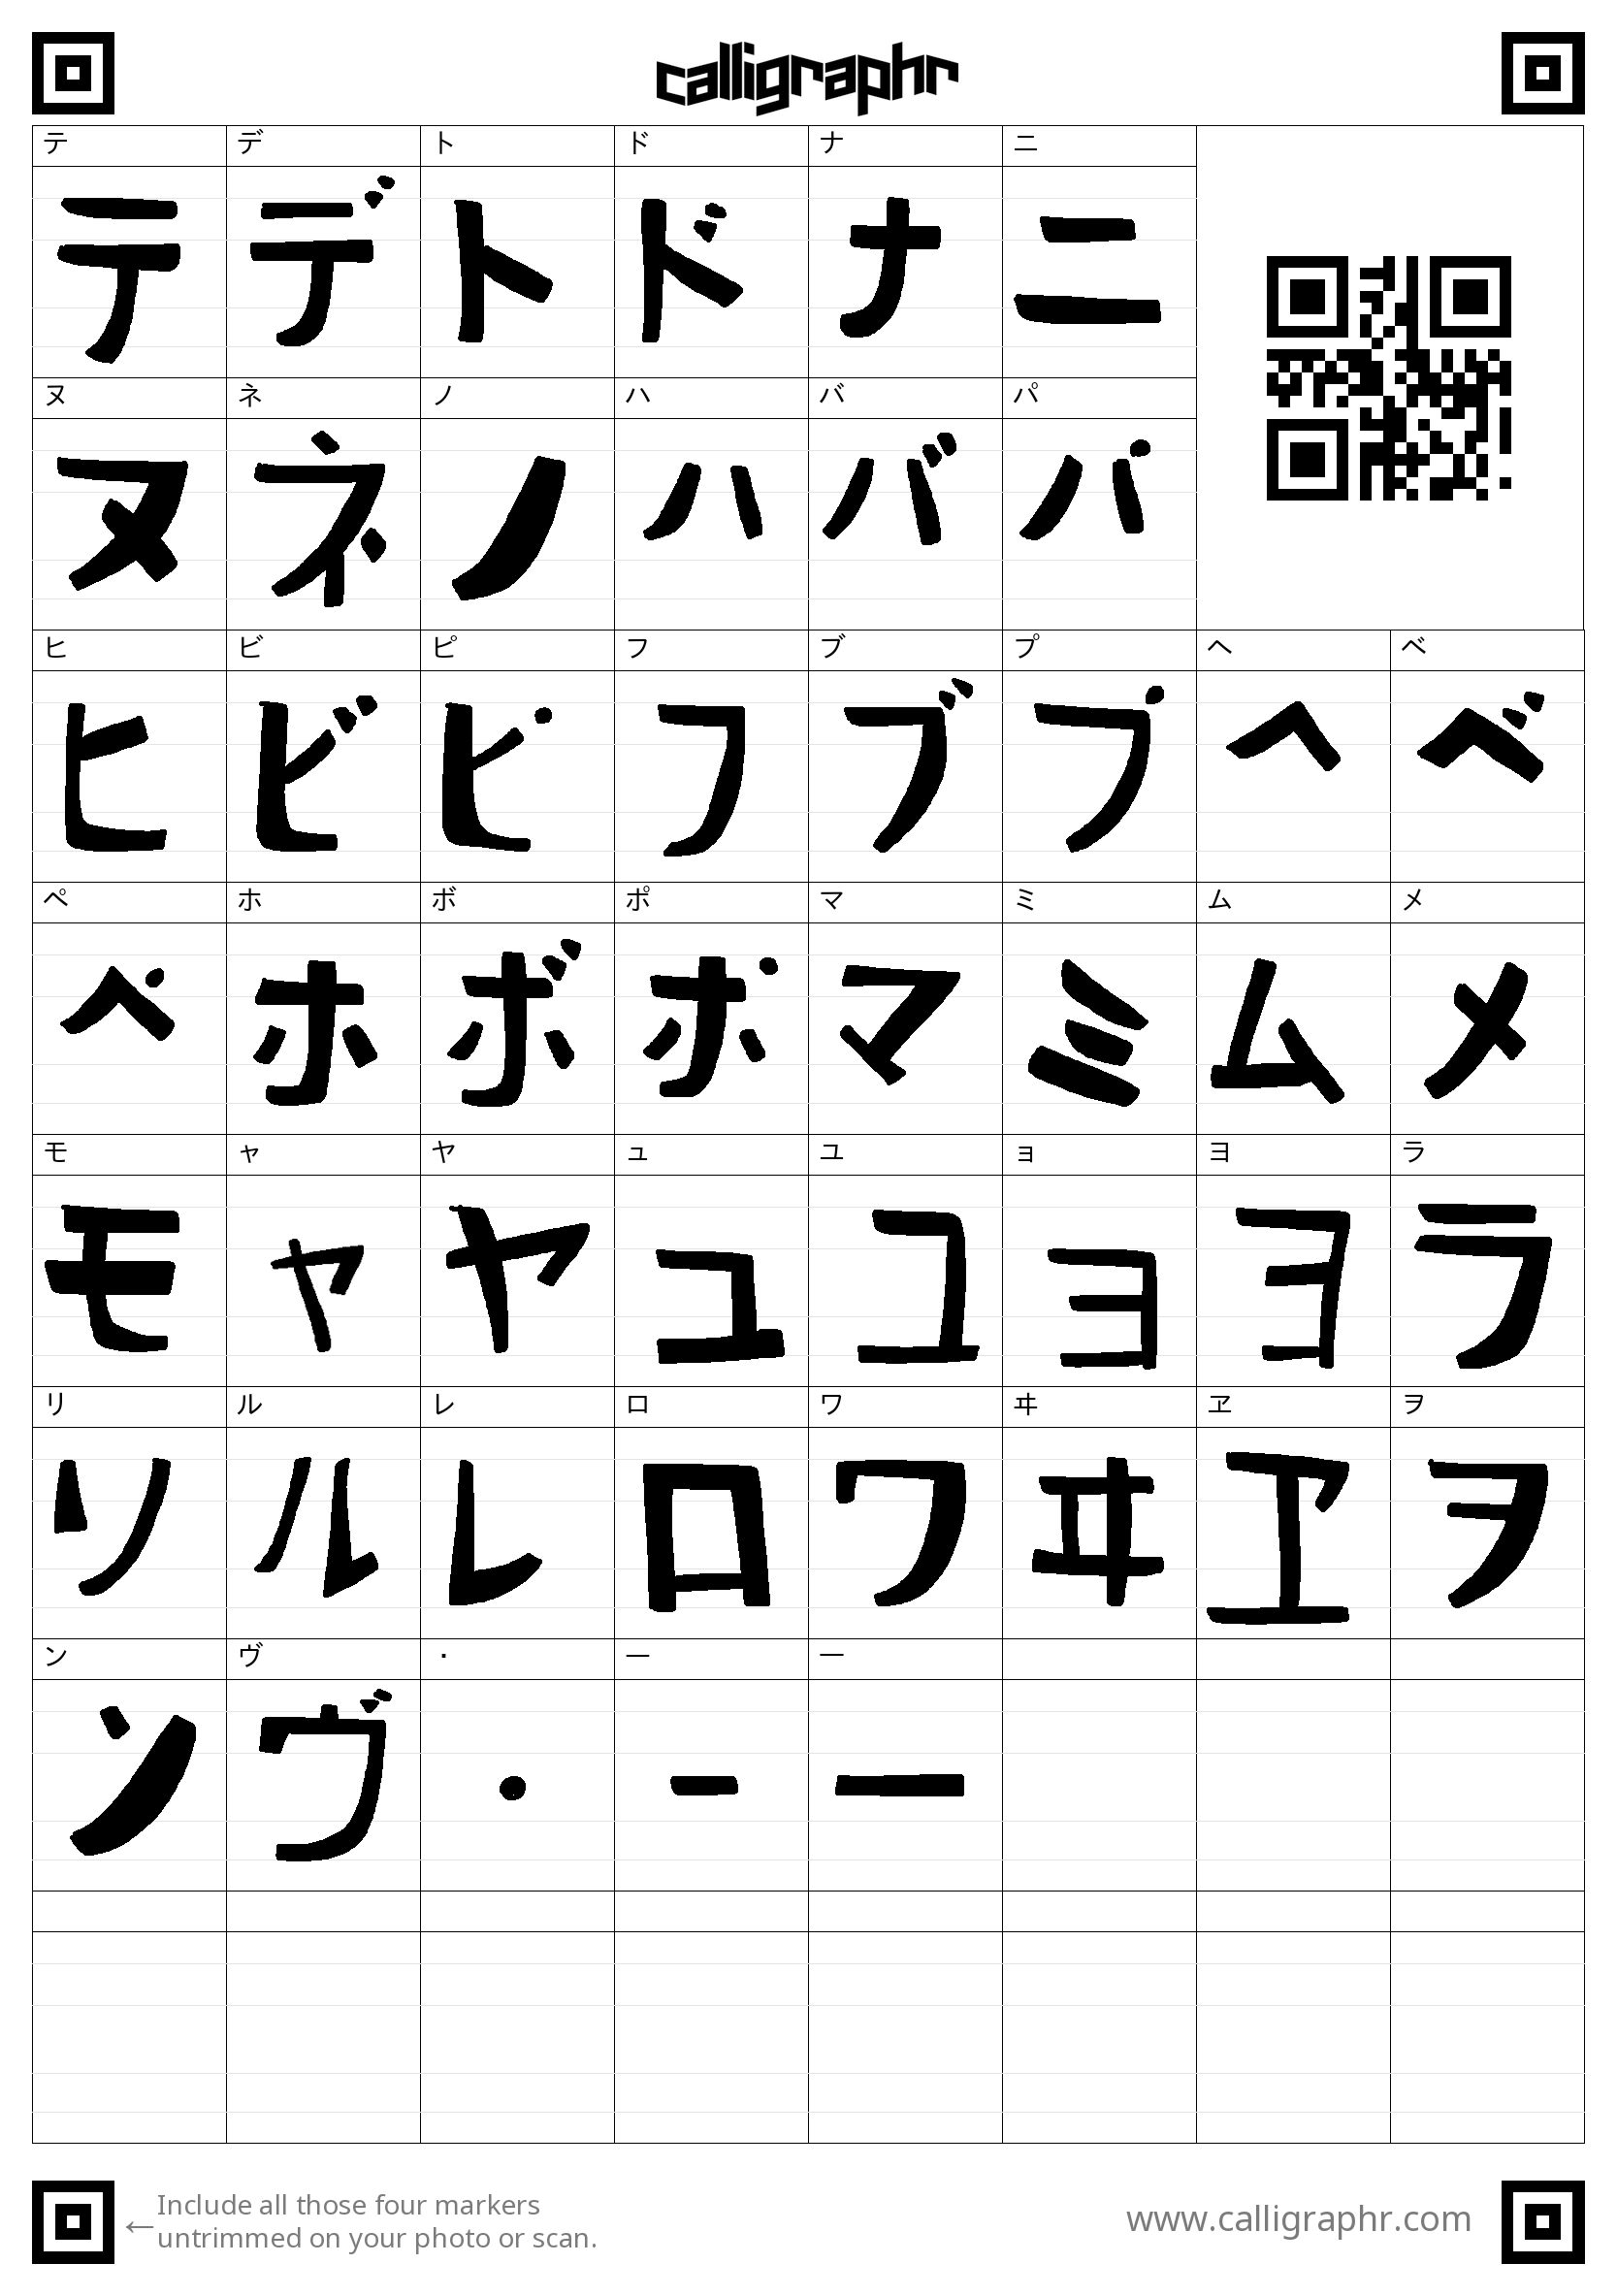 calligraphr
テ デ ト ド ナ ニ
テ デ ト ド ナ ニ
ヌ ネ ノ ハ バ パ
ヌ ネ ノ ハ バ パ
ヒ ビ ピ フ ブ プ ヘ ベ
ヒ ビ ピ フ ブ プ ヘ ベ
ペ ホ ボ ポ マ ミ ム メ
ペ ホ ボ ポ マ ミ ム メ
モ ャ ヤ ュ ユ ョ ヨ ラ
モ ャ ヤ ュ ユ ョ ヨ ラ
リ ル レ ロ ワ ヰ ヱ ヲ
リ ル レ ロ ワ ヰ ヱ ヲ
ン ヴ ・ ー 一
ン ヴ ・ ー 一
←Include all those four markers
untrimmed on your photo or scan.
www.calligraphr.com